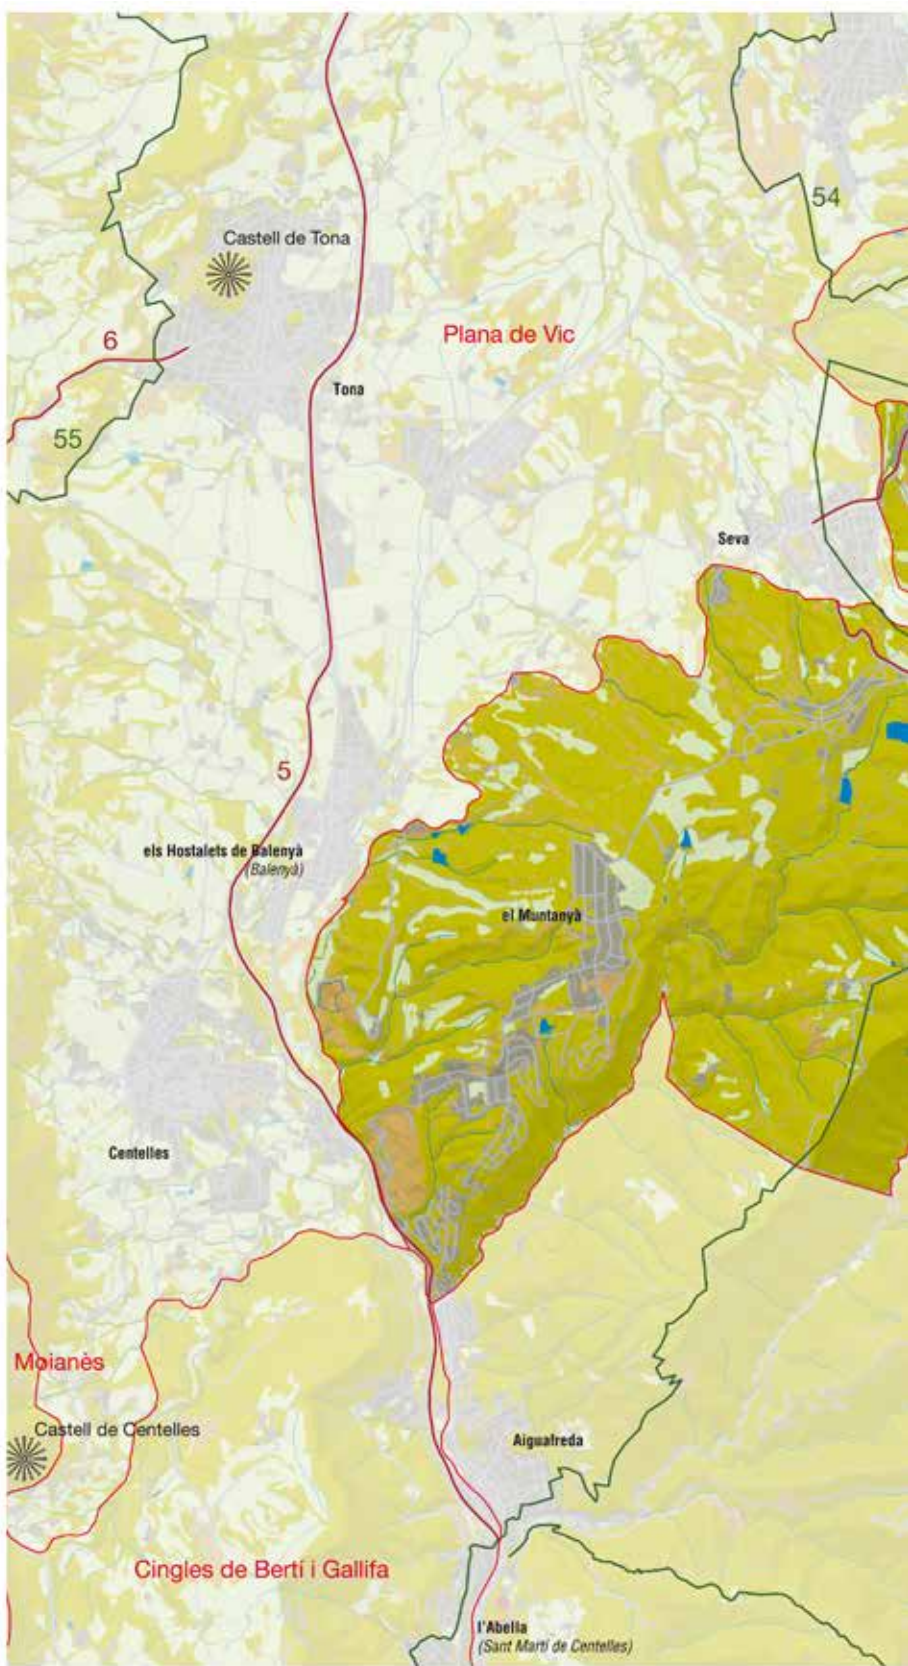 54
Castell de Tona
6
Plana de Vic
Tona
55
Seva
5
els Hostalets de Balenyà
(Balenyà)
el Muntanyà
Centelles
Moianès
Castell de Centelles
Aiguafreda
Cingles de Bertí i Gallifa
l'Abella
(Sant Martí de Centelles)